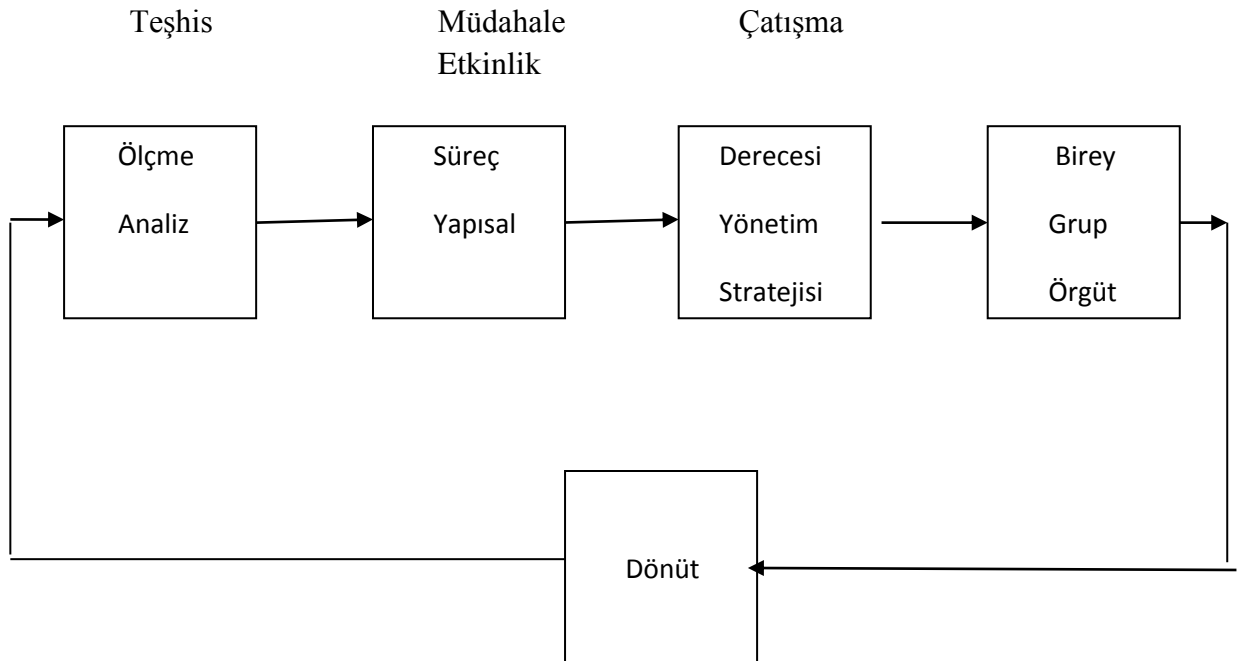 Teşhis Müdahale Çatışma
Etkinlik
Ölçme
Analiz
Süreç
Yapısal
Derecesi
Yönetim
Stratejisi
Birey
Grup
Örgüt
Dönüt